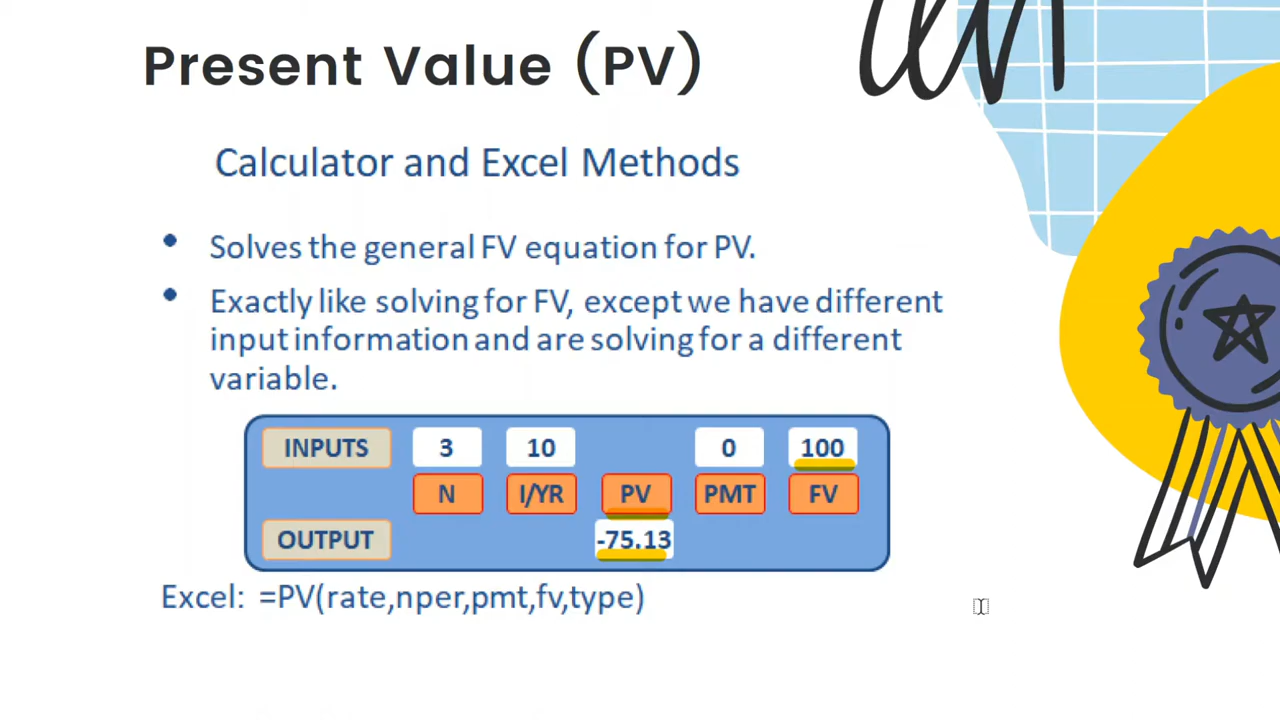 Present Value (PV)
Calculator and Excel Methods
• Solves the general FV equation for PV.
• Exactly like solving for FV, except we have different
input information and are solving for a different
variable.
INPUTS 3 10 0 100
N I/YR PV PMT FV
OUTPUT -75.13
Excel: =PV(rate,nper,pmt,fv,type)